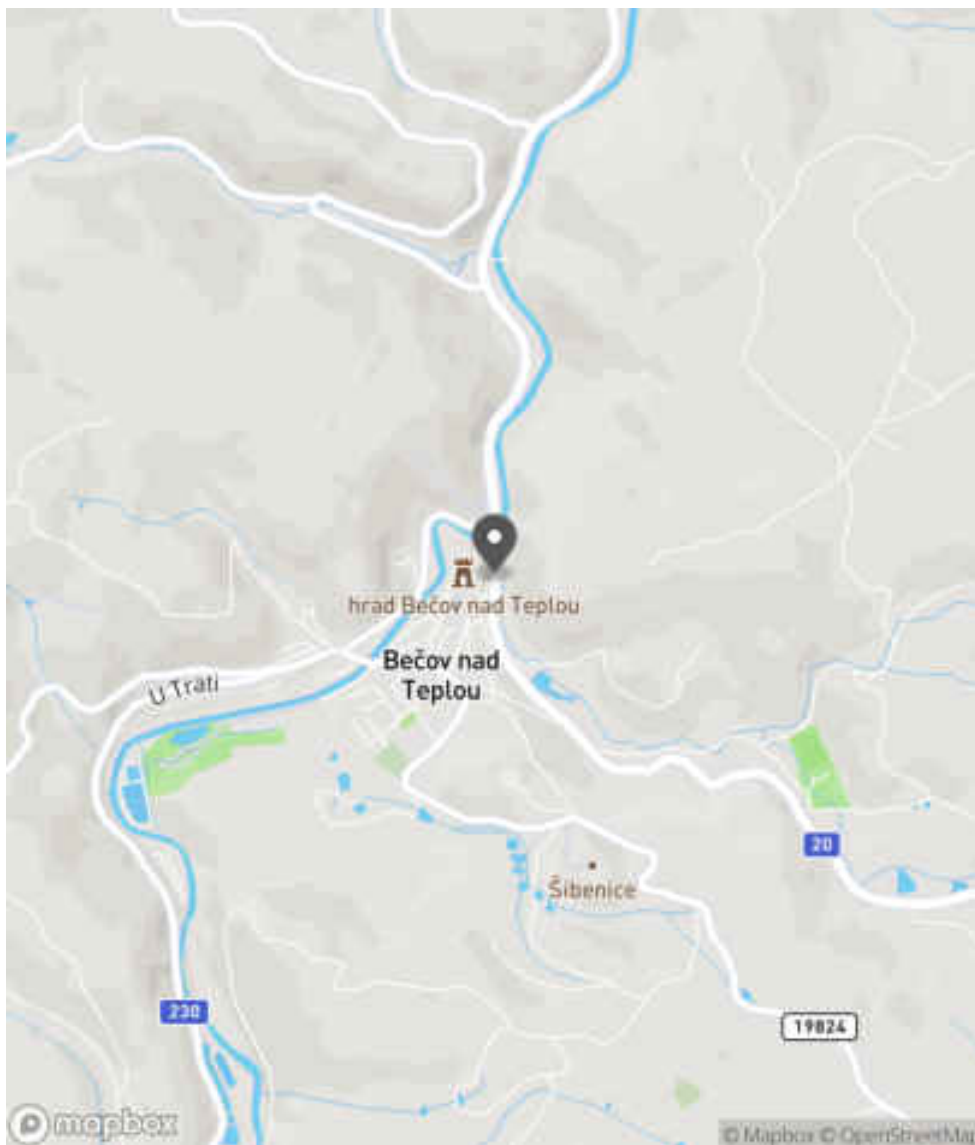 hrad Bečov nad Teplou
Bečov nad
Teplou
U Trati
20
Šibenice
230
19824
mapbox
© Mapbox © OpenStreetMap